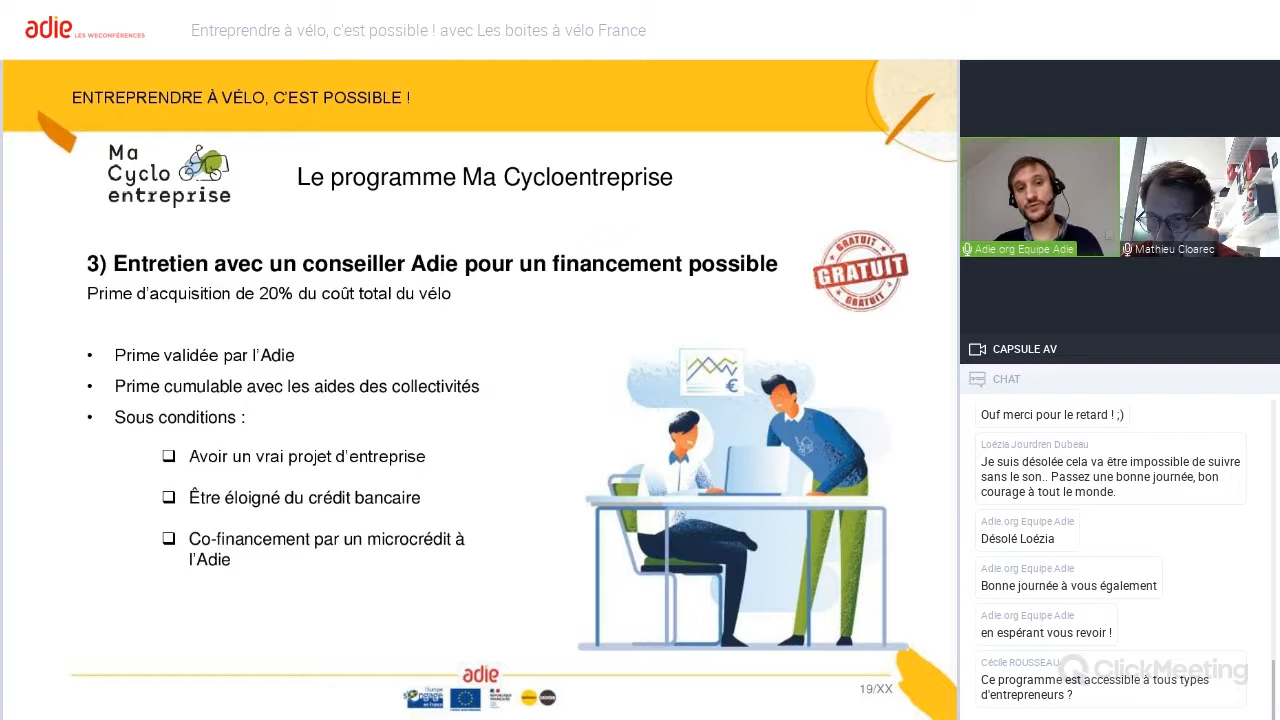 adie LES WECONFÉRENCES
Entreprendre à vélo, c'est possible ! avec Les boites à vélo France
ENTREPRENDRE À VÉLO, C'EST POSSIBLE !
Ma
Cyclo
entreprise
Le programme Ma Cycloentreprise
3) Entretien avec un conseiller Adie pour un financement possible
Prime d'acquisition de 20% du coût total du vélo
GRATUIT
GRATUIT
GRATUIT
• Prime validée par l'Adie
• Prime cumulable avec les aides des collectivités
• Sous conditions :
❑ Avoir un vrai projet d'entreprise
❑ Être éloigné du crédit bancaire
❑ Co-financement par un microcrédit à
l'Adie
€
adie
l'Europe
s'engage
en France
19/XX
Adie.org Equipe Adie
Mathieu Cloarec
CAPSULE AV
CHAT
Ouf merci pour le retard ! ;)
Loézia Jourdren Dubeau
Je suis désolée cela va être impossible de suivre
sans le son.. Passez une bonne journée, bon
courage à tout le monde.
Adie.org Equipe Adie
Désolé Loézia
Adie.org Equipe Adie
Bonne journée à vous également
Adie.org Equipe Adie
en espérant vous revoir !
Cécile ROUSSEAU
Ce programme est accessible à tous types
d'entrepreneurs ?
ClickMeeting